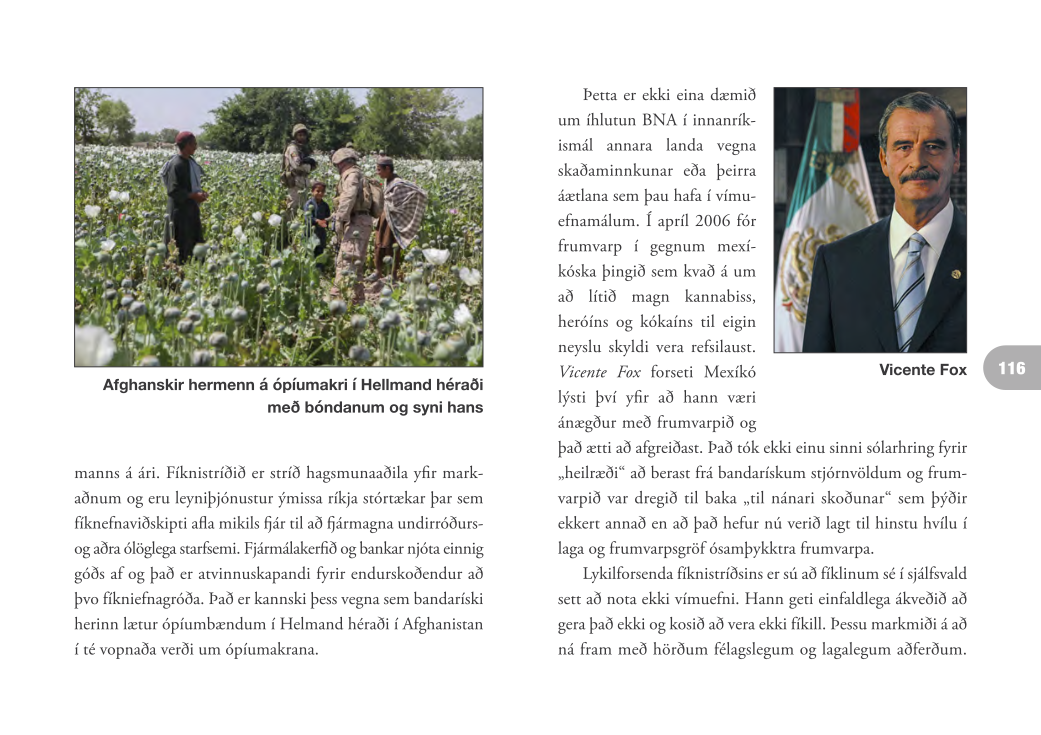 Afghanskir hermenn á ópíumakri í Hellmand héraði
með bóndanum og syni hans
manns á ári. Fíknistríðið er stríð hagsmunaaðila yfir mark-
aðnum og eru leyniþjónustur ýmissa ríkja stórtækar þar sem
fíknefnaviðskipti afla mikils fjár til að fjármagna undirróðurs-
og aðra ólöglega starfsemi. Fjármálakerfið og bankar njóta einnig
góðs af og það er atvinnuskapandi fyrir endurskoðendur að
þvo fíkniefnagróða. Það er kannski þess vegna sem bandaríski
herinn lætur ópíumbændum í Helmand héraði í Afghanistan
í té vopnaða verði um ópíumakrana.
Þetta er ekki eina dæmið
um íhlutun BNA í innanrík-
ismál annara landa vegna
skaðaminnkunar eða þeirra
áætlana sem þau hafa í vímu-
efnamálum. Í apríl 2006 fór
frumvarp í gegnum mexí-
kóska þingið sem kvað á um
að lítið magn kannabiss,
heróíns og kókaíns til eigin
neyslu skyldi vera refsilaust.
Vicente Fox forseti Mexíkó
lýsti því yfir að hann væri
ánægður með frumvarpið og
það ætti að afgreiðast. Það tók ekki einu sinni sólarhring fyrir
„heilræði“ að berast frá bandarískum stjórnvöldum og frum-
varpið var dregið til baka „til nánari skoðunar“ sem þýðir
ekkert annað en að það hefur nú verið lagt til hinstu hvílu í
laga og frumvarpsgröf ósamþykktra frumvarpa.
Lykilforsenda fíknistríðsins er sú að fíklinum sé í sjálfsvald
sett að nota ekki vímuefni. Hann geti einfaldlega ákveðið að
gera það ekki og kosið að vera ekki fíkill. Þessu markmiði á að
ná fram með hörðum félagslegum og lagalegum aðferðum.
Vicente Fox
116